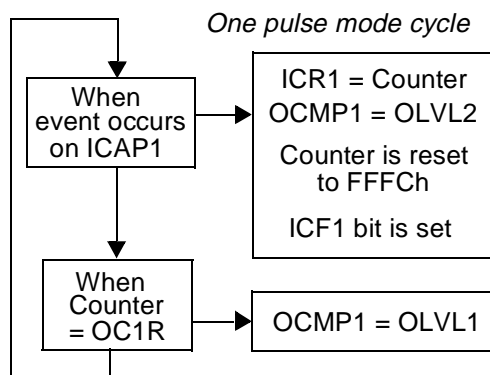 One pulse mode cycle
When
event occurs
on ICAP1
ICR1 = Counter
OCMP1 = OLVL2
Counter is reset
to FFFCh
ICF1 bit is set
When
Counter
= OC1R
OCMP1 = OLVL1